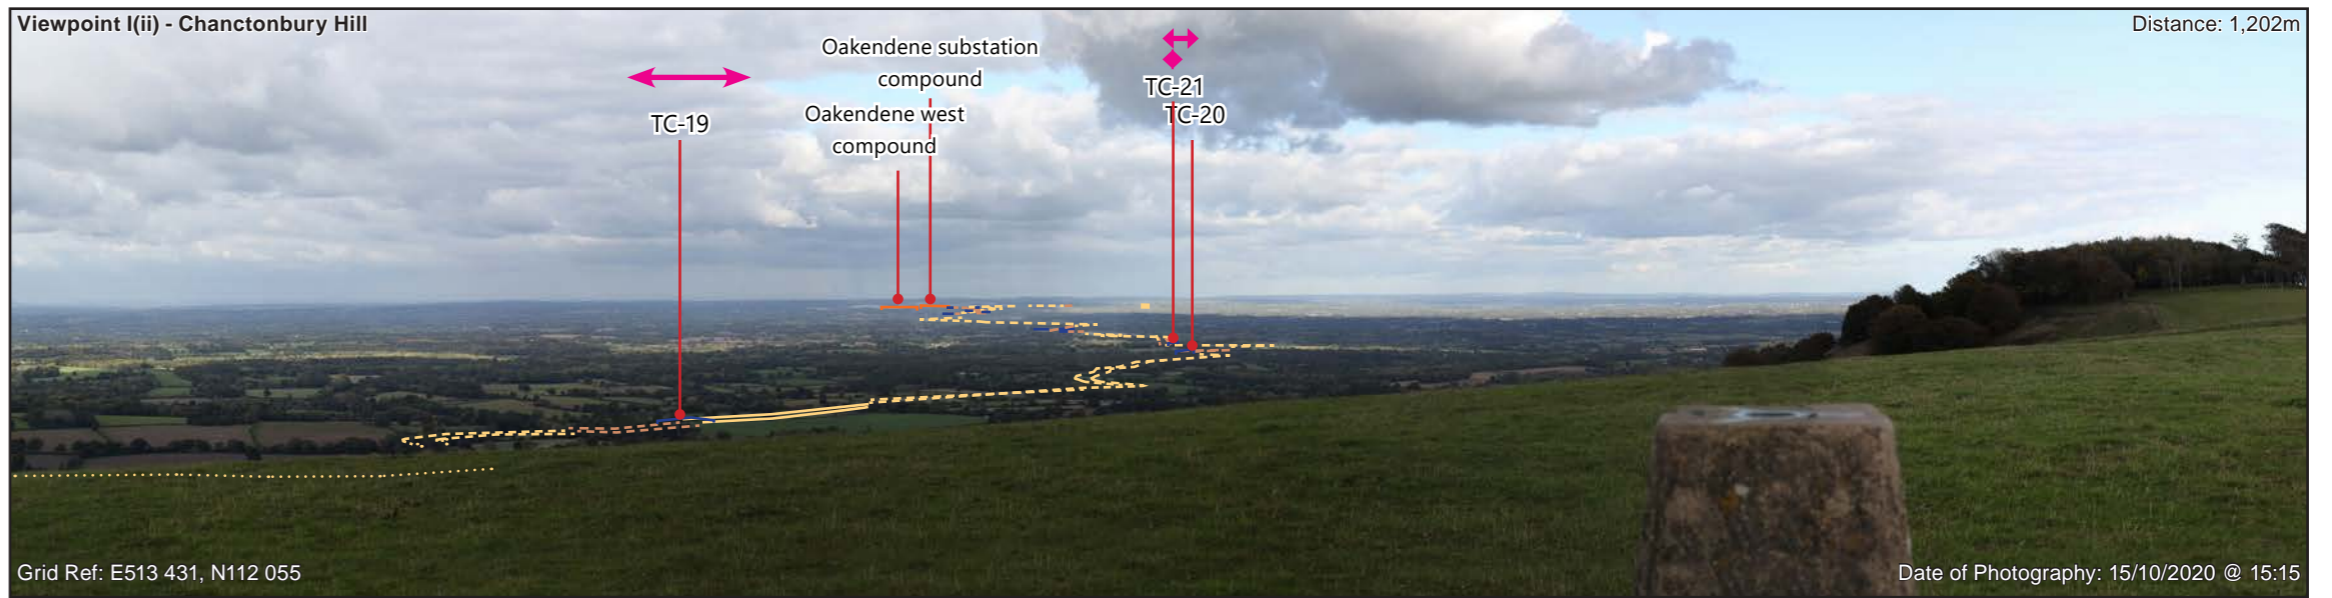 Viewpoint I(ii) - Chanctonbury Hill
Distance: 1,202m
Oakendene substation
compound
TC-21
Oakendene west
compound
TC-19
TC-20
Grid Ref: E513 431, N112 055
Date of Photography: 15/10/2020 @ 15:15